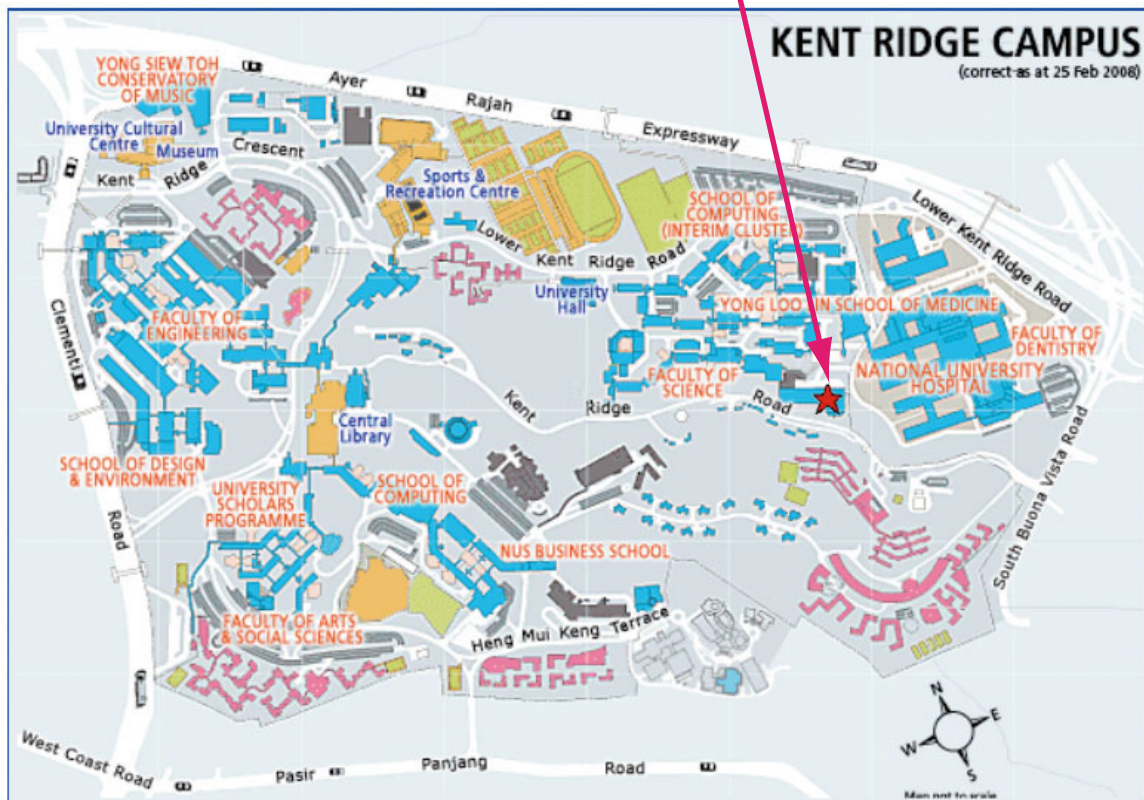 KENT RIDGE CAMPUS
(correct as at 25 Feb 2008)
YONG SIEW TOH
CONSERVATORY
OF MUSIC
Ayer
Rajah
Expressway
University Cultural
Centre
Museum
Kent
Ridge
Crescent
Sports &
Recreation Centre
SCHOOL OF
COMPUTING
(INTERIM CLUSTER)
Lower Kent Ridge Road
Lower
Kent
Ridge
Road
University
Hall
YONG LOO LIN SCHOOL OF MEDICINE
FACULTY OF
DENTISTRY
NATIONAL UNIVERSITY
HOSPITAL
FACULTY OF
SCIENCE
Clementi
Road
FACULTY OF
ENGINEERING
Kent
Ridge
Road
Central
Library
SCHOOL OF DESIGN
& ENVIRONMENT
UNIVERSITY
SCHOLARS
PROGRAMME
SCHOOL OF
COMPUTING
South Buona Vista Road
NUS BUSINESS SCHOOL
FACULTY OF ARTS
& SOCIAL SCIENCES
Heng Mui Keng Terrace
N
E
W
S
West Coast Road
Pasir
Panjang
Road
Map not to scale